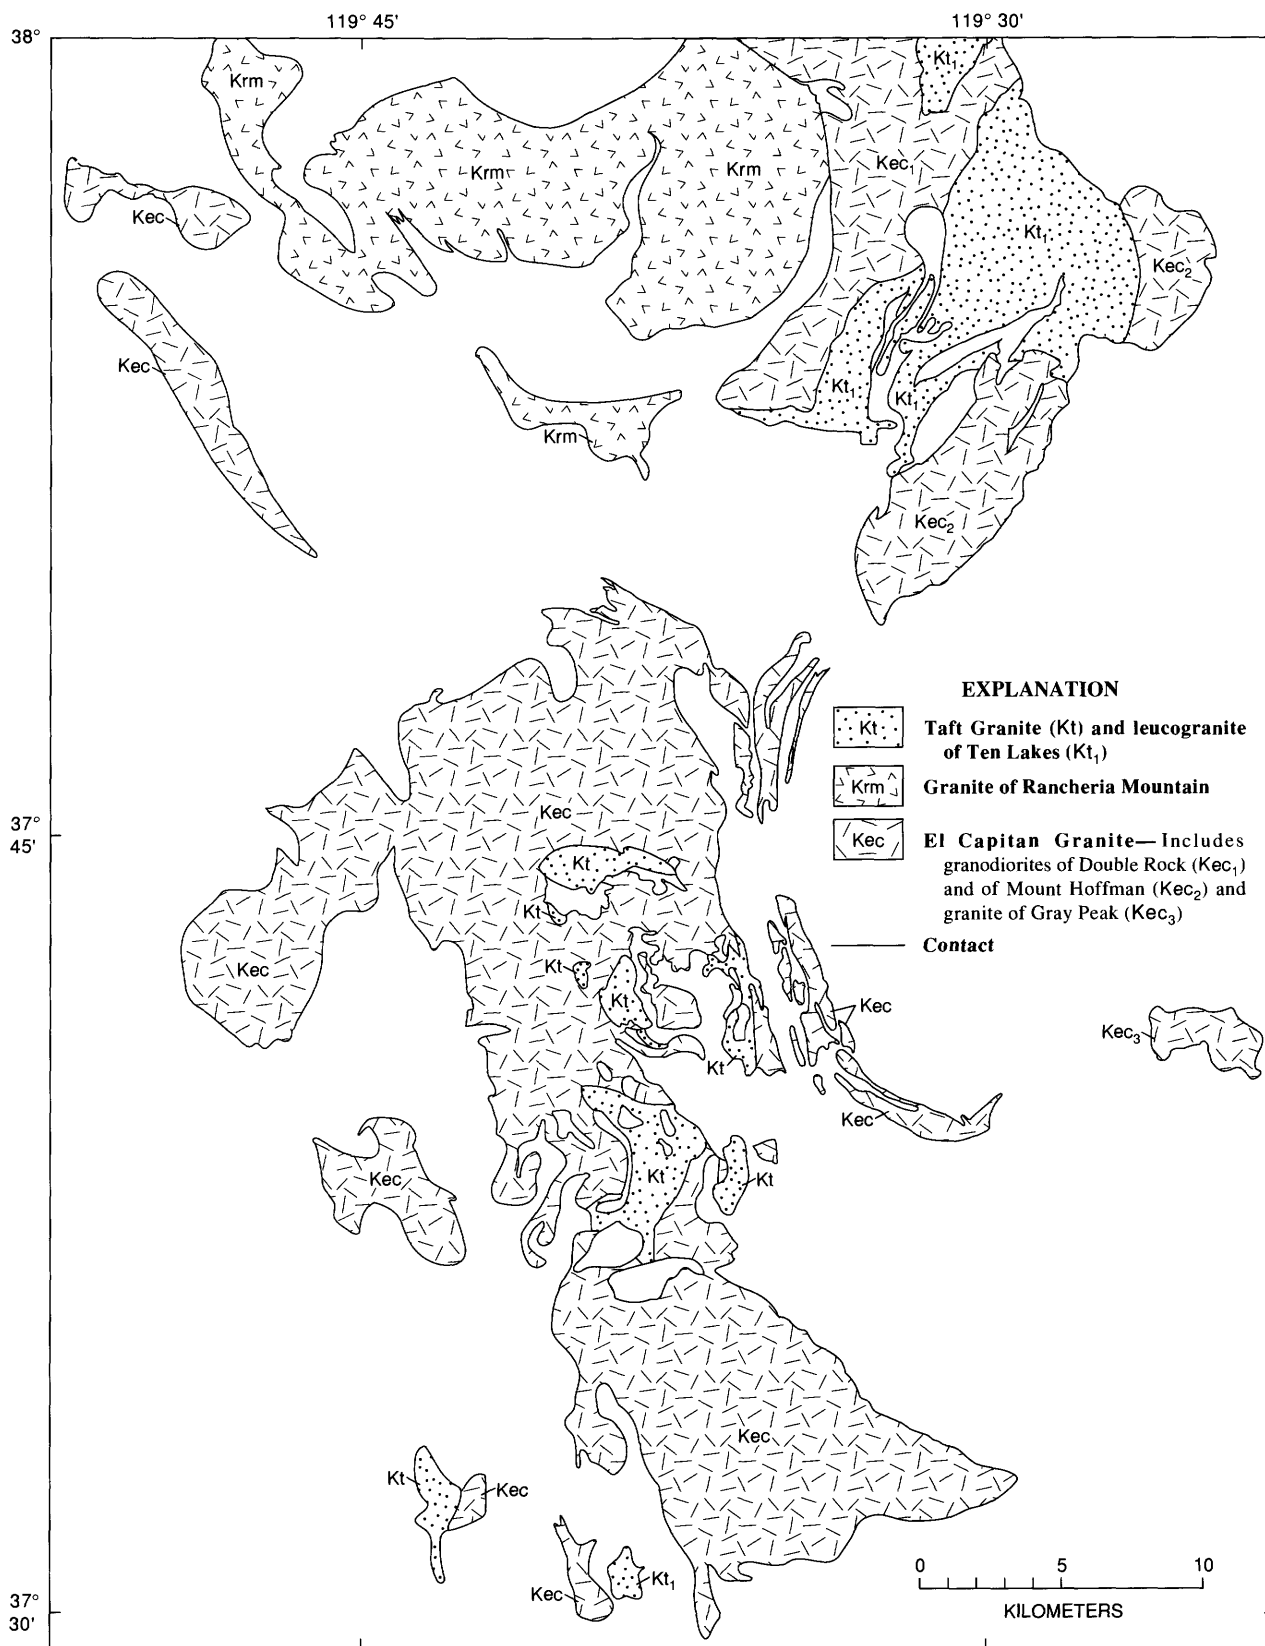 119° 45'
119° 30'
38°
Krm
Kt₁
Kec₁
Krm
Krm
Kec
Kt₁
Kec₂
Kec
Kt₁
Kt₁
Krm
Kec₂
EXPLANATION
Kt
Taft Granite (Kt) and leucogranite
of Ten Lakes (Kt₁)
Krm
Granite of Rancheria Mountain
Kec
El Capitan Granite— Includes
granodiorites of Double Rock (Kec₁)
and of Mount Hoffman (Kec₂) and
granite of Gray Peak (Kec₃)
Contact
Kec
37°
45'
Kt
Kt
Kt
Kec
Kt
Kec
Kec₃
Kt
Kec
Kec
Kt
Kt
Kec
Kt
Kec
Kec
Kt₁
0
5
10
KILOMETERS
37°
30'